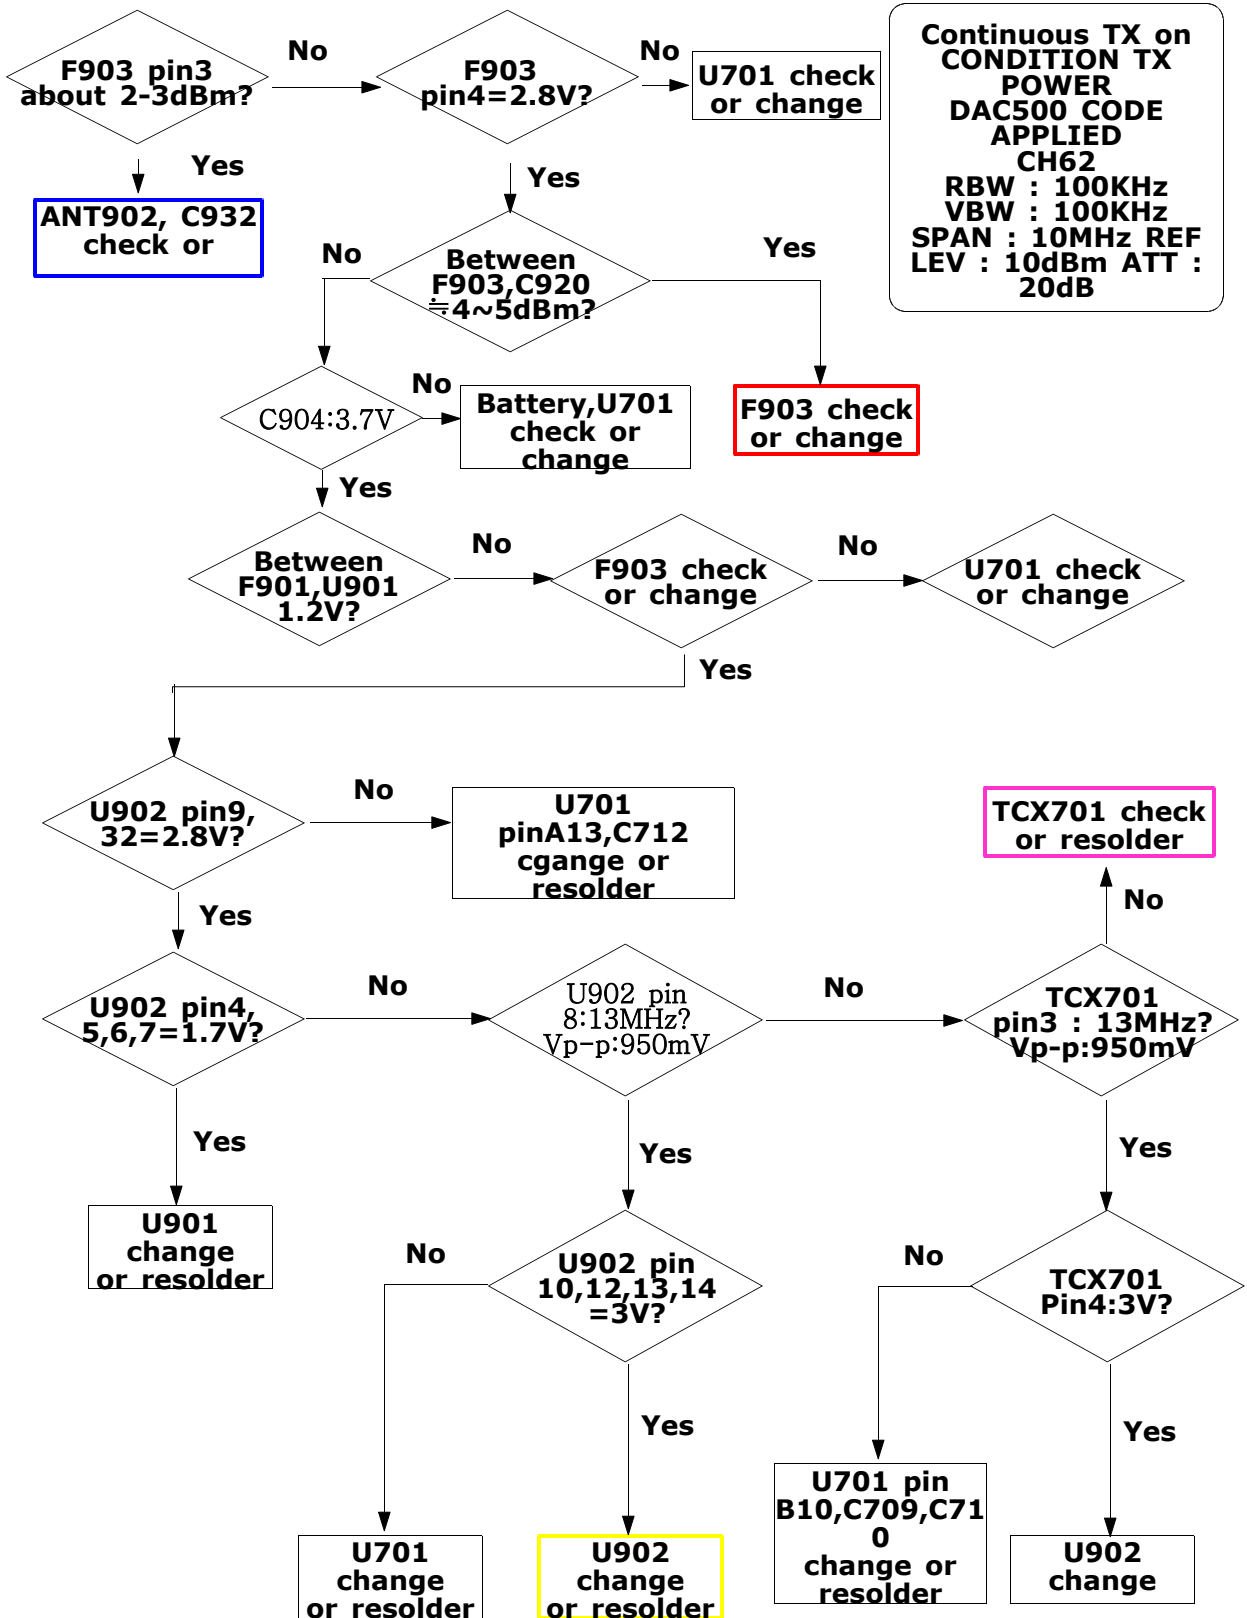 No
No
F903 pin3
about 2-3dBm?
F903
pin4=2.8V?
U701 check
or change
Continuous TX on
CONDITION TX
POWER
DAC500 CODE
APPLIED
CH62
RBW : 100KHz
VBW : 100KHz
SPAN : 10MHz REF
LEV : 10dBm ATT :
20dB
Yes
Yes
ANT902, C932
check or
No
Between
F903,C920
≒4~5dBm?
Yes
C904:3.7V
No
Battery,U701
check or
change
F903 check
or change
Yes
Between
F901,U901
1.2V?
No
F903 check
or change
No
U701 check
or change
Yes
U902 pin9,
32=2.8V?
No
U701
pinA13,C712
cgange or
resolder
TCX701 check
or resolder
No
Yes
U902 pin4,
5,6,7=1.7V?
No
U902 pin
8:13MHz?
Vp-p:950mV
No
TCX701
pin3 : 13MHz?
Vp-p:950mV
Yes
Yes
Yes
U901
change
or resolder
No
U902 pin
10,12,13,14
=3V?
No
TCX701
Pin4:3V?
Yes
Yes
U701
change
or resolder
U902
change
or resolder
U701 pin
B10,C709,C71
0
change or
resolder
U902
change